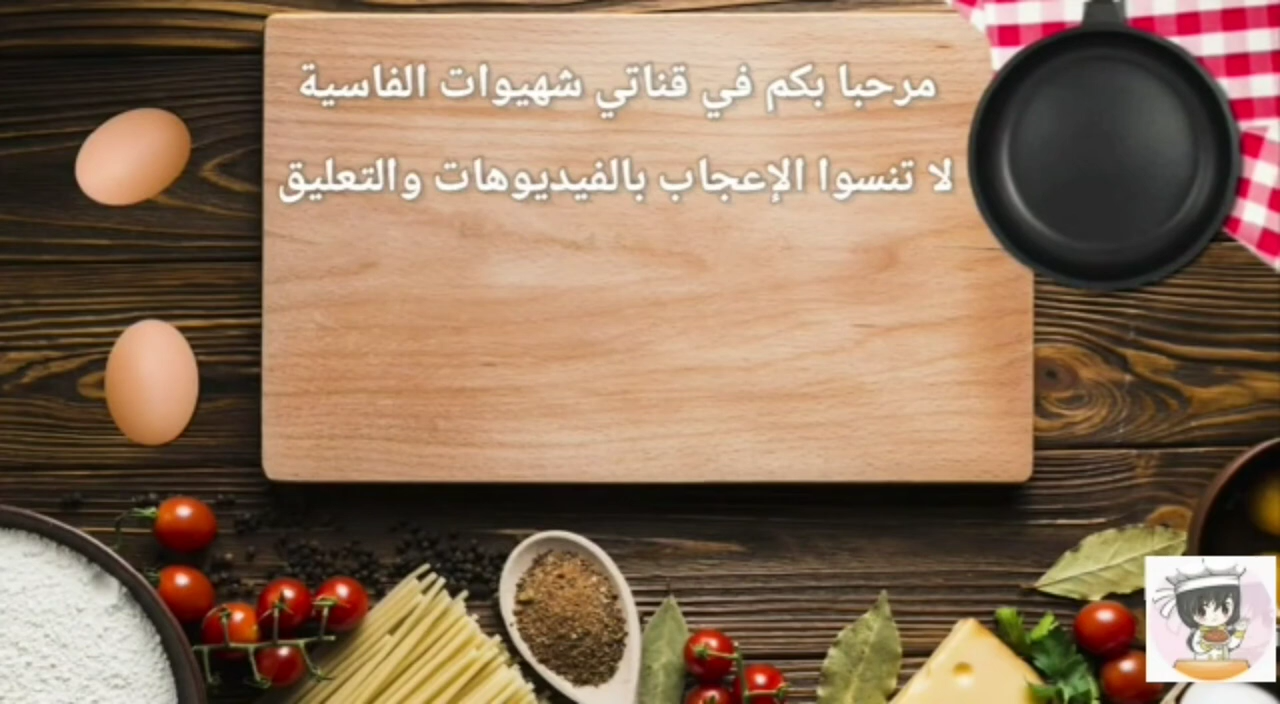 مرحبا بكم في قناتي شهيوات الفاسية
لا تنسوا الإعجاب بالفيديوهات والتعليق